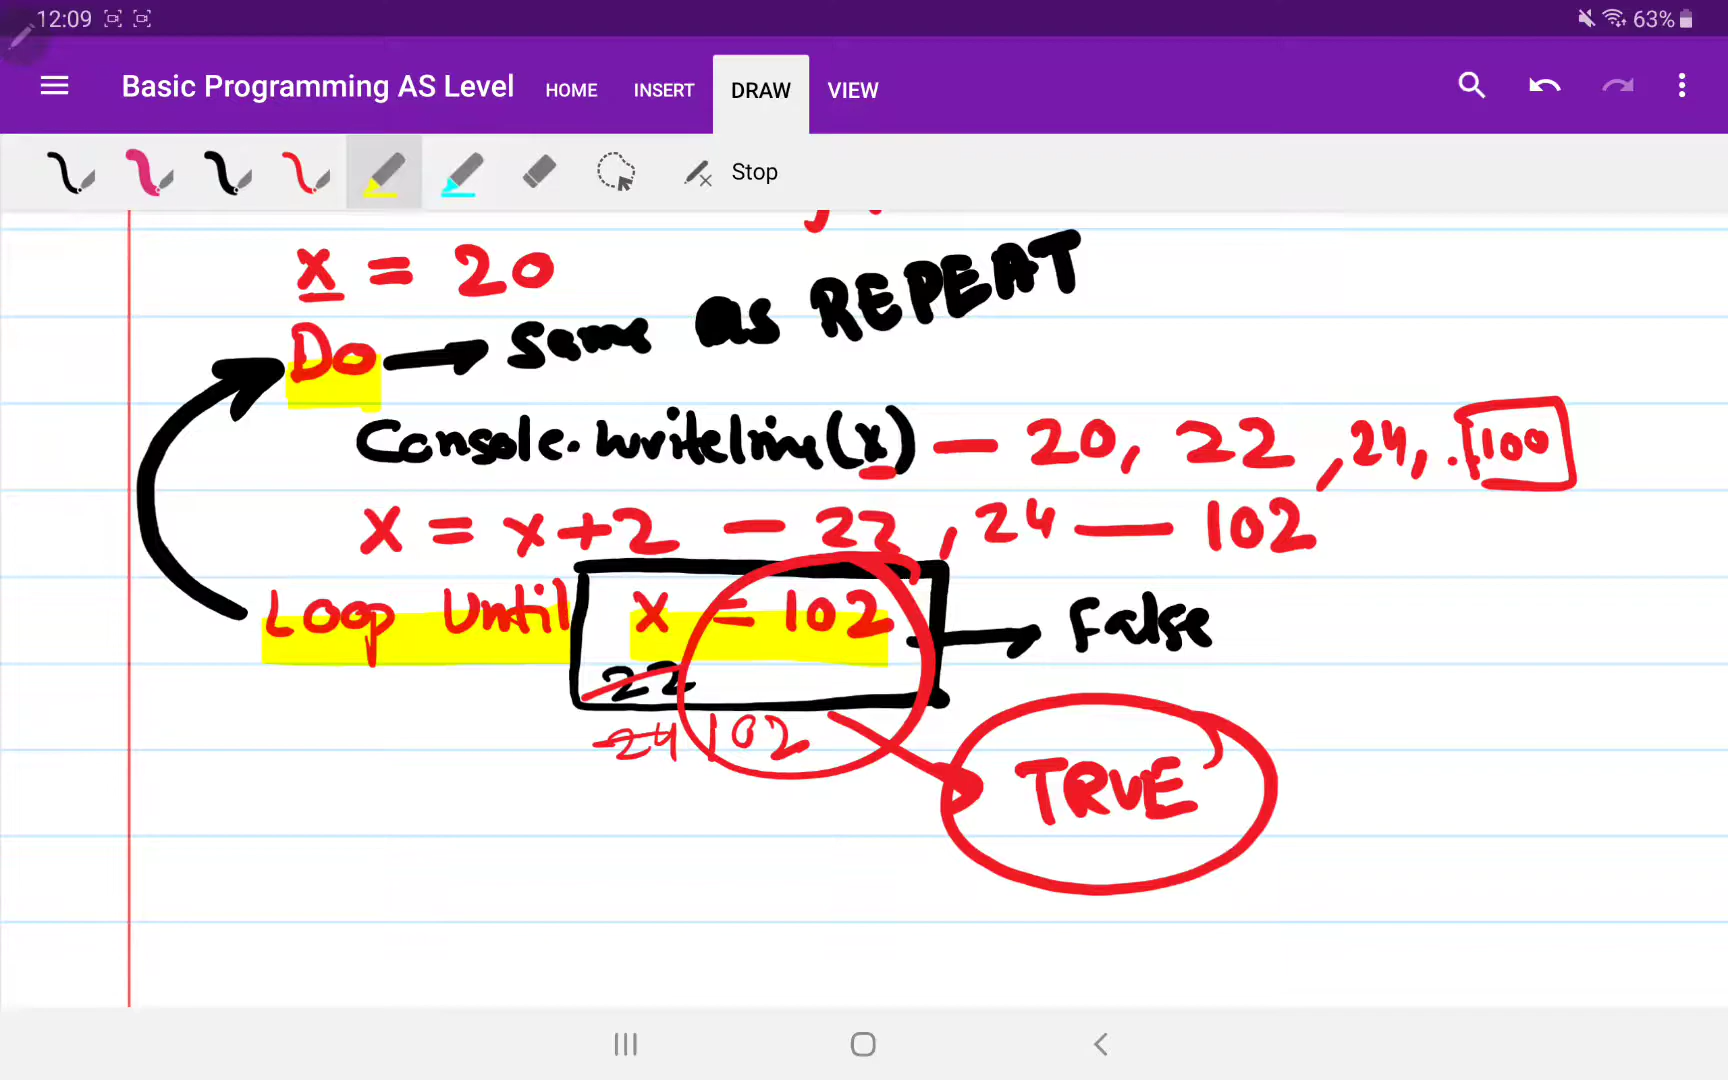 12:09 63%
Basic Programming AS Level HOME INSERT DRAW VIEW
Stop
x = 20
Do → Same as REPEAT
Console.writeline(x) — 20, 22, 24, . 100
x = x+2 — 22, 24 — 102
Loop Until x = 102 → False
22
24 102
TRUE